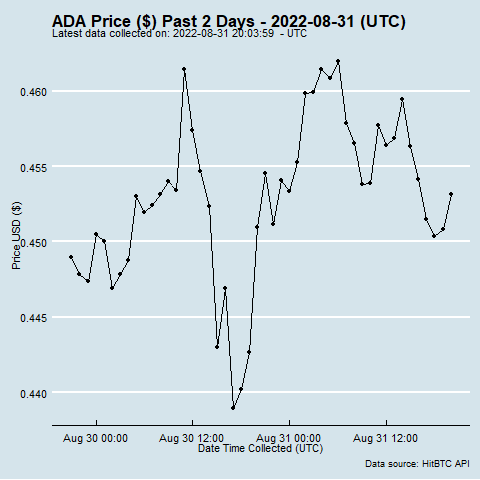 ADA Price ($) Past 2 Days - 2022-08-31 (UTC)
Latest data collected on: 2022-08-31 20:03:59 - UTC
Price USD ($)
0.460
0.455
0.450
0.445
0.440
Aug 30 00:00 Aug 30 12:00 Aug 31 00:00 Aug 31 12:00
Date Time Collected (UTC)
Data source: HitBTC API